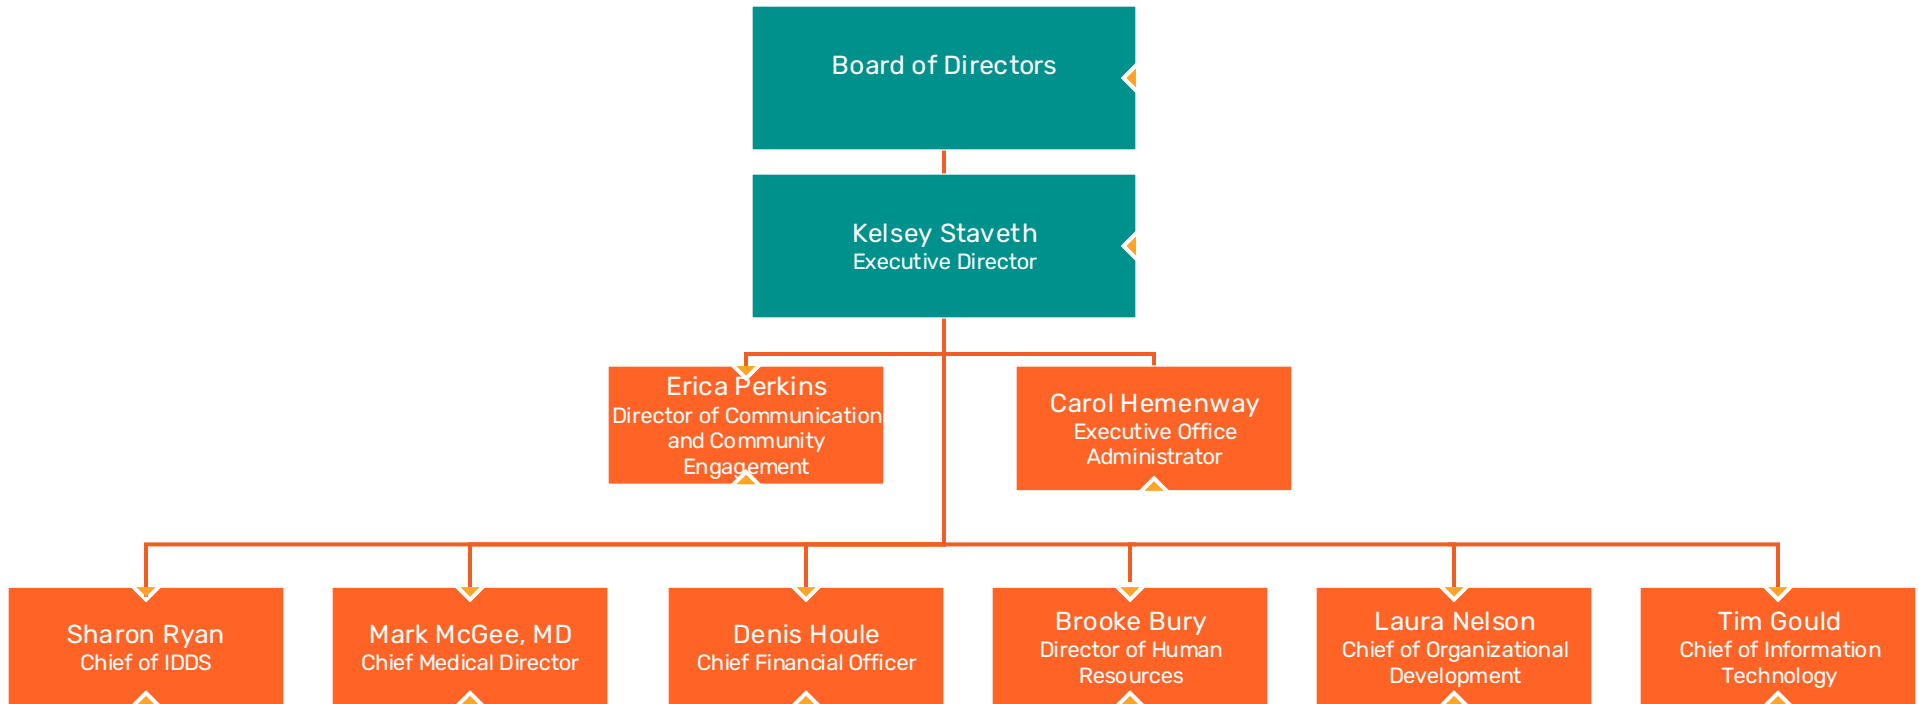 Board of Directors
Kelsey Staveth
Executive Director
Erica Perkins
Director of Communication
and Community
Engagement
Carol Hemenway
Executive Office
Administrator
Sharon Ryan
Chief of IDDS
Mark McGee, MD
Chief Medical Director
Denis Houle
Chief Financial Officer
Brooke Bury
Director of Human
Resources
Laura Nelson
Chief of Organizational
Development
Tim Gould
Chief of Information
Technology